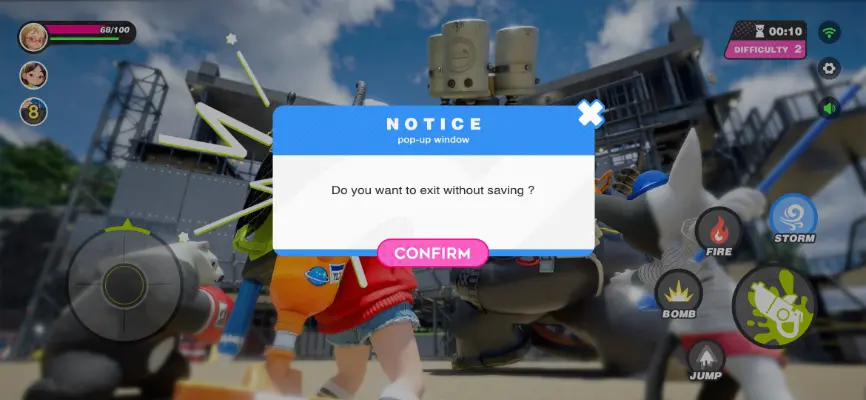 68/100
00:10
DIFFICULTY 2
8
NOTICE
pop-up window
Do you want to exit without saving ?
CONFIRM
STORM
FIRE
BOMB
JUMP